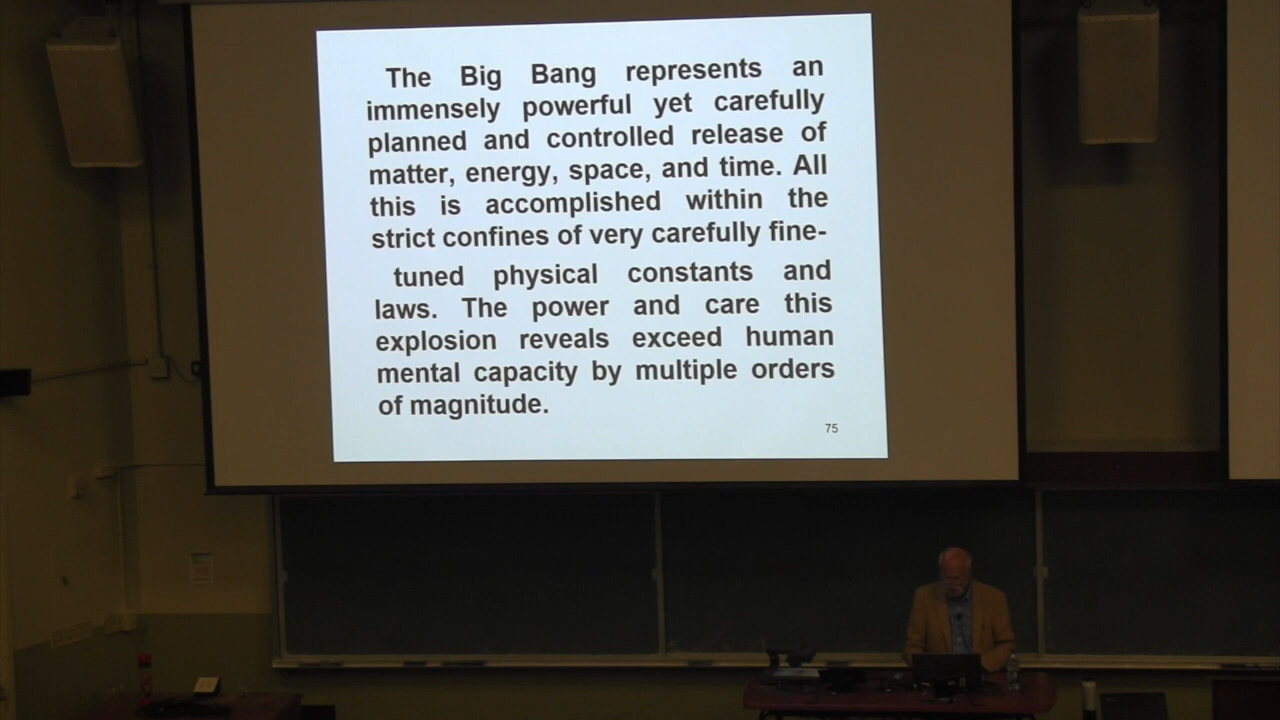 The Big Bang represents an
immensely powerful yet carefully
planned and controlled release of
matter, energy, space, and time. All
this is accomplished within the
strict confines of very carefully fine-
tuned physical constants and
laws. The power and care this
explosion reveals exceed human
mental capacity by multiple orders
of magnitude.
75